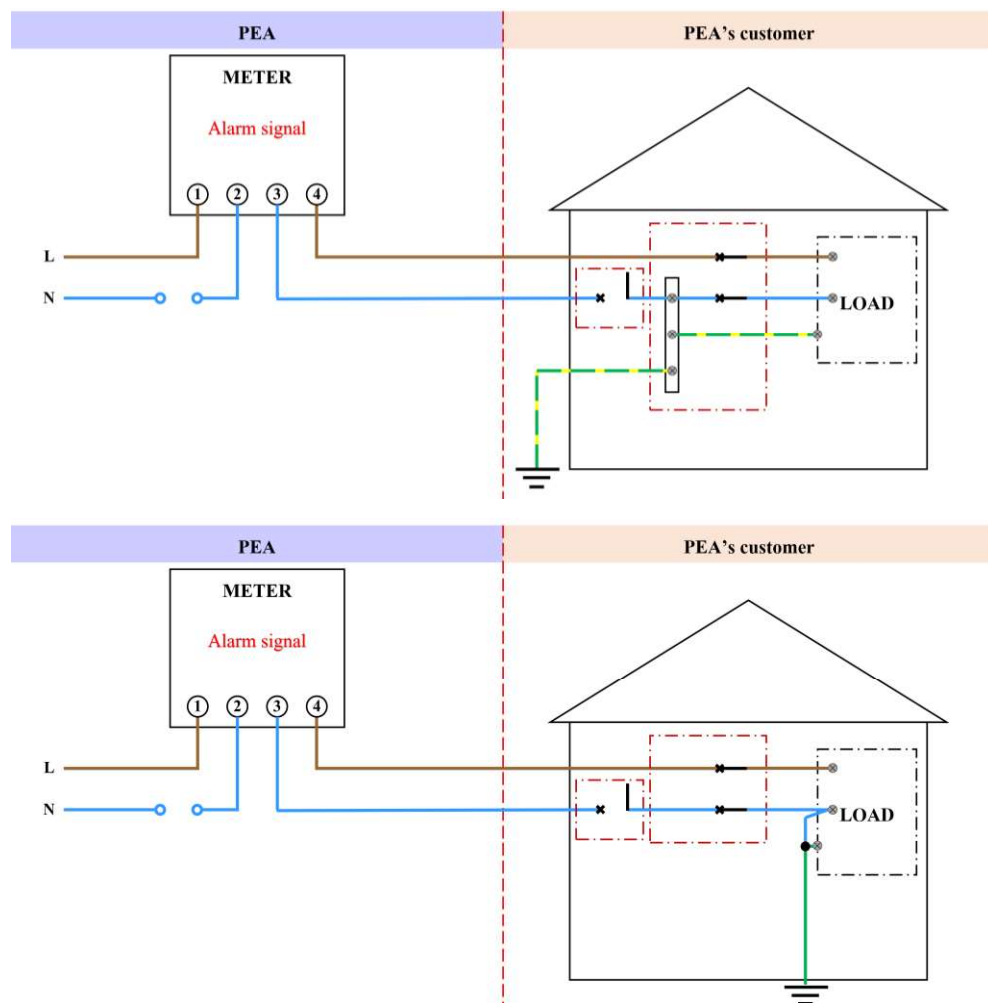 PEA
PEA's customer
METER
Alarm signal
1 2 3 4
L
N
LOAD
PEA
PEA's customer
METER
Alarm signal
1 2 3 4
L
N
LOAD